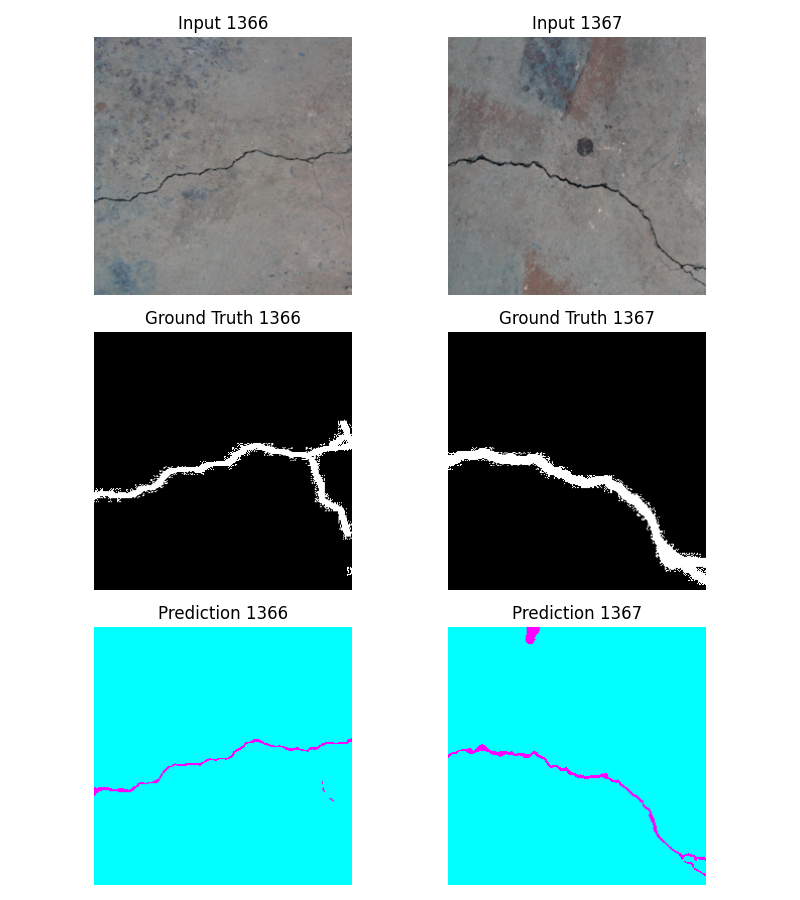 Input 1366
Input 1367
Ground Truth 1366
Ground Truth 1367
Prediction 1366
Prediction 1367